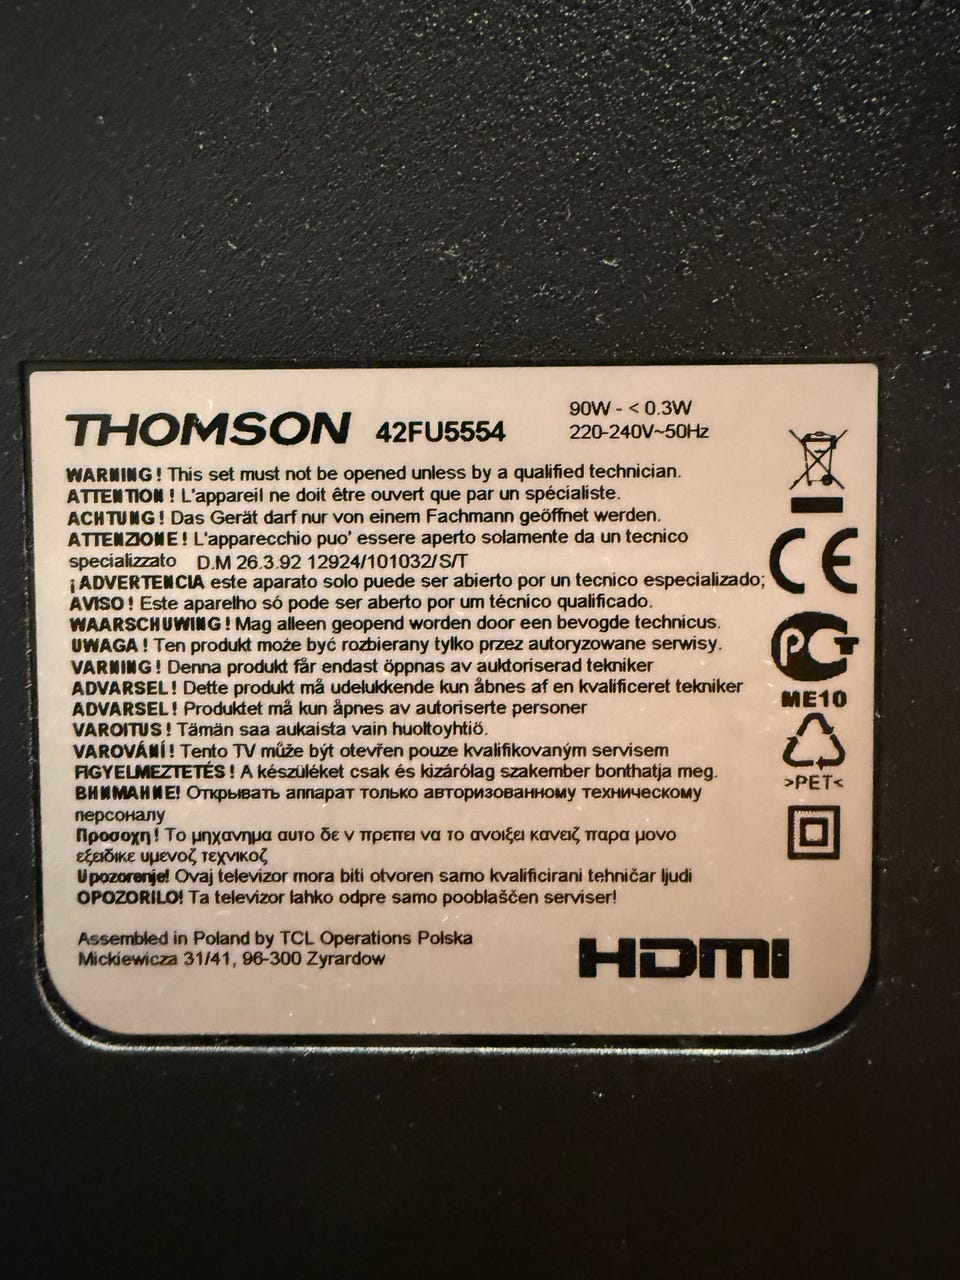 THOMSON 42FU5554
90W - < 0.3W
220-240V~50Hz
WARNING! This set must not be opened unless by a qualified technician.
ATTENTION! L'appareil ne doit être ouvert que par un spécialiste.
ACHTUNG! Das Gerät darf nur von einem Fachmann geöffnet werden.
ATTENZIONE! L'apparecchio puo' essere aperto solamente da un tecnico
specializzato D.M 26.3.92 12924/101032/S/T
¡ADVERTENCIA este aparato solo puede ser abierto por un tecnico especializado;
AVISO! Este aparelho só pode ser aberto por um técnico qualificado.
WAARSCHUWING! Mag alleen geopend worden door een bevogde technicus.
UWAGA! Ten produkt może być rozbierany tylko przez autoryzowane serwisy.
VARNING! Denna produkt får endast öppnas av auktoriserad tekniker
ADVARSEL! Dette produkt må udelukkende kun åbnes af en kvalificeret tekniker
ADVARSEL! Produktet må kun åpnes av autoriserte personer
VAROITUS! Tämän saa aukaista vain huoltoyhtiö.
VAROVÁNÍ! Tento TV může být otevřen pouze kvalifikovaným servisem
FIGYELMEZTETÉS! A készüléket csak és kizárólag szakember bonthatja meg.
ВНИМАНИЕ! Открывать аппарат только авторизованному техническому
персоналу
Προσοχη! Το μηχανημα αυτο δε ν πρεπει να το ανοιξει κανειζ παρα μονο
εξειδικε υμενοζ τεχνικοζ
Upozorenje! Ovaj televizor mora biti otvoren samo kvalificirani tehničar ljudi
OPOZORILO! Ta televizor lahko odpre samo pooblaščen serviser!
Assembled in Poland by TCL Operations Polska
Mickiewicza 31/41, 96-300 Zyrardow
CE
PCT
ME10
>PET<
HDMI